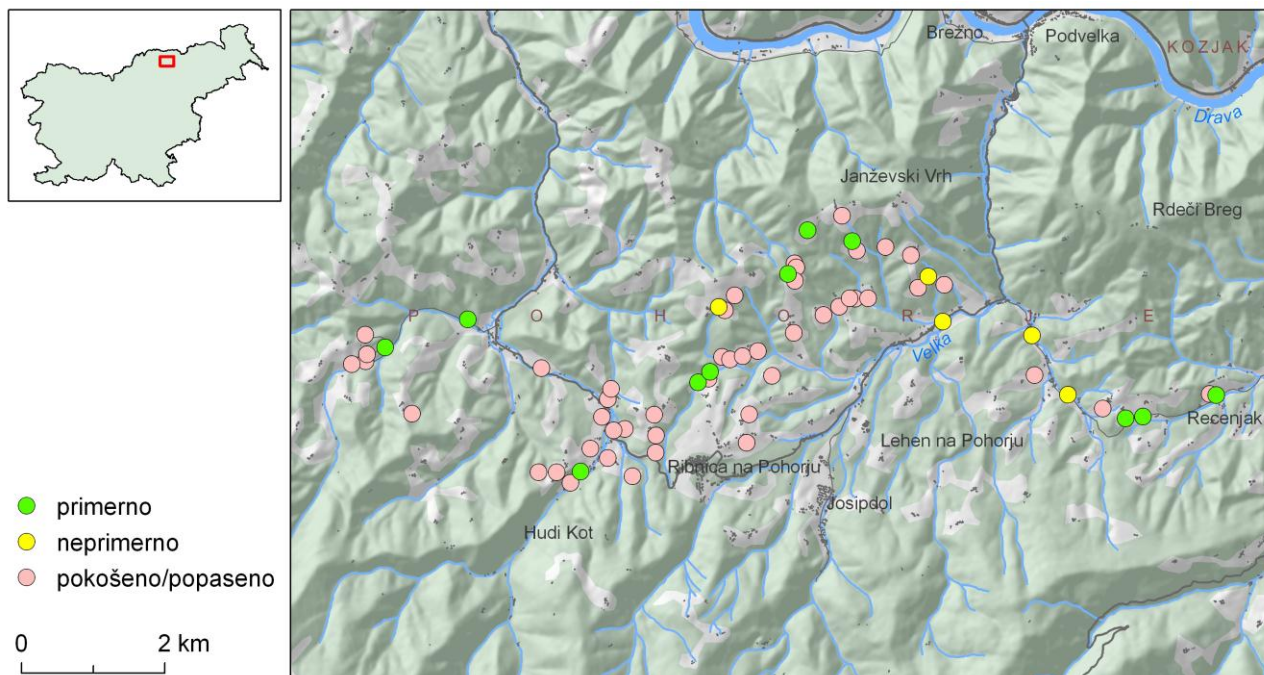 Brežno
Podvelka
KOZJAK
Drava
Janževski Vrh
Rdeči Breg
P O H O R J E
Velka
Recenjak
Lehen na Pohorju
Ribnica na Pohorju
Josipdol
Hudi Kot
primerno
neprimerno
pokošeno/popaseno
0 2 km